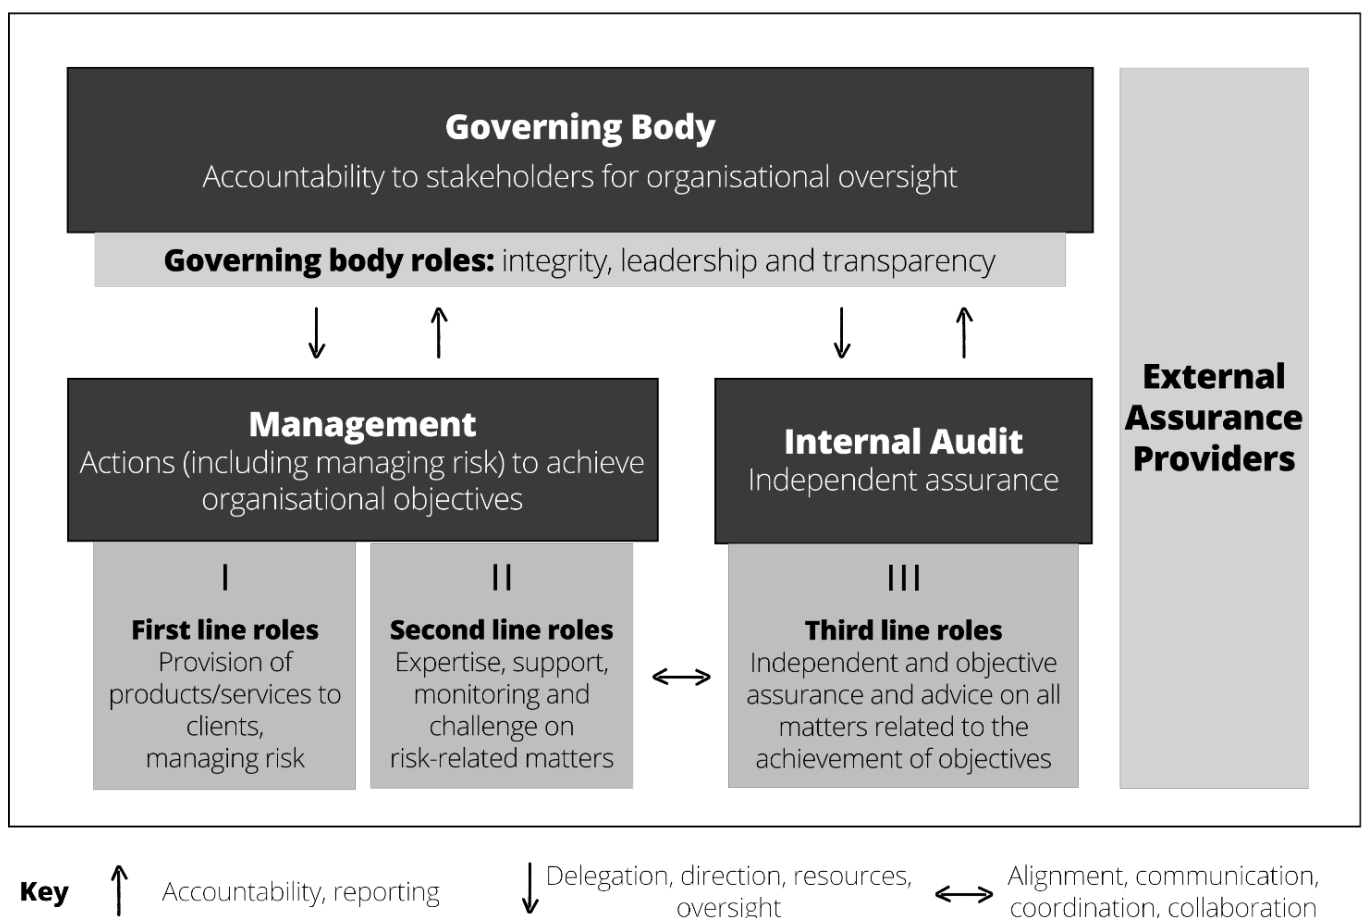 Governing Body
Accountability to stakeholders for organisational oversight
Governing body roles: integrity, leadership and transparency
Management
Actions (including managing risk) to achieve
organisational objectives
Internal Audit
Independent assurance
External
Assurance
Providers
I
First line roles
Provision of
products/services to
clients,
managing risk
II
Second line roles
Expertise, support,
monitoring and
challenge on
risk-related matters
III
Third line roles
Independent and objective
assurance and advice on all
matters related to the
achievement of objectives
Key
Accountability, reporting
Delegation, direction, resources,
oversight
Alignment, communication,
coordination, collaboration